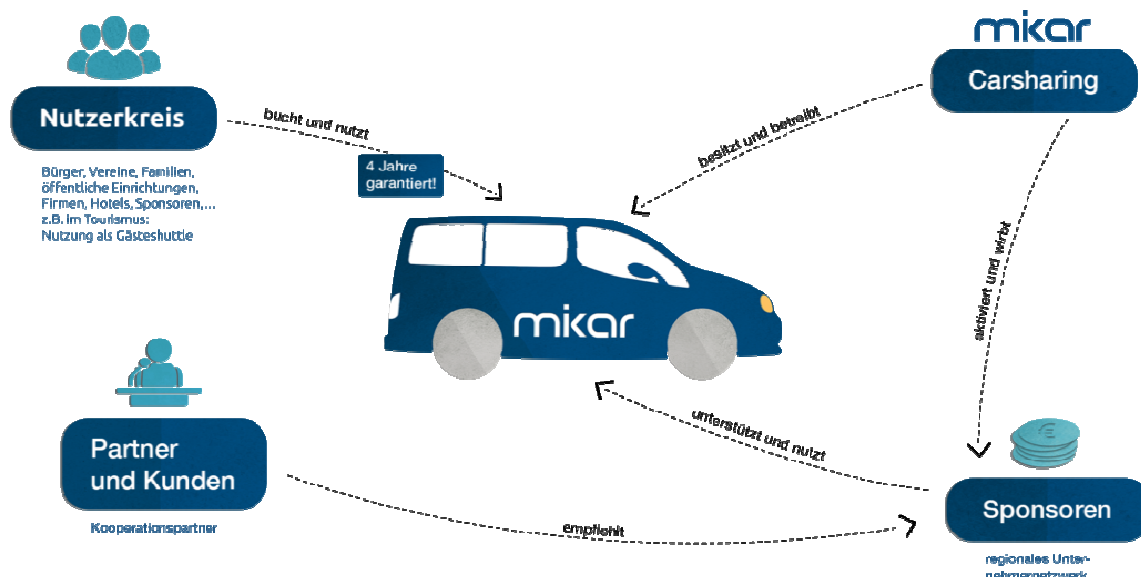 mikar
Carsharing
Nutzerkreis
Bürger, Vereine, Familien,
öffentliche Einrichtungen,
Firmen, Hotels, Sponsoren,...
z.B. im Tourismus:
Nutzung als Gästeshuttle
bucht und nutzt
4 Jahre
garantiert!
besitzt und betreibt
aktiviert und wirbt
mikar
unterstützt und nutzt
Partner
und Kunden
Kooperationspartner
empfiehlt
Sponsoren
regionales Unter-
nehmernetzwerk